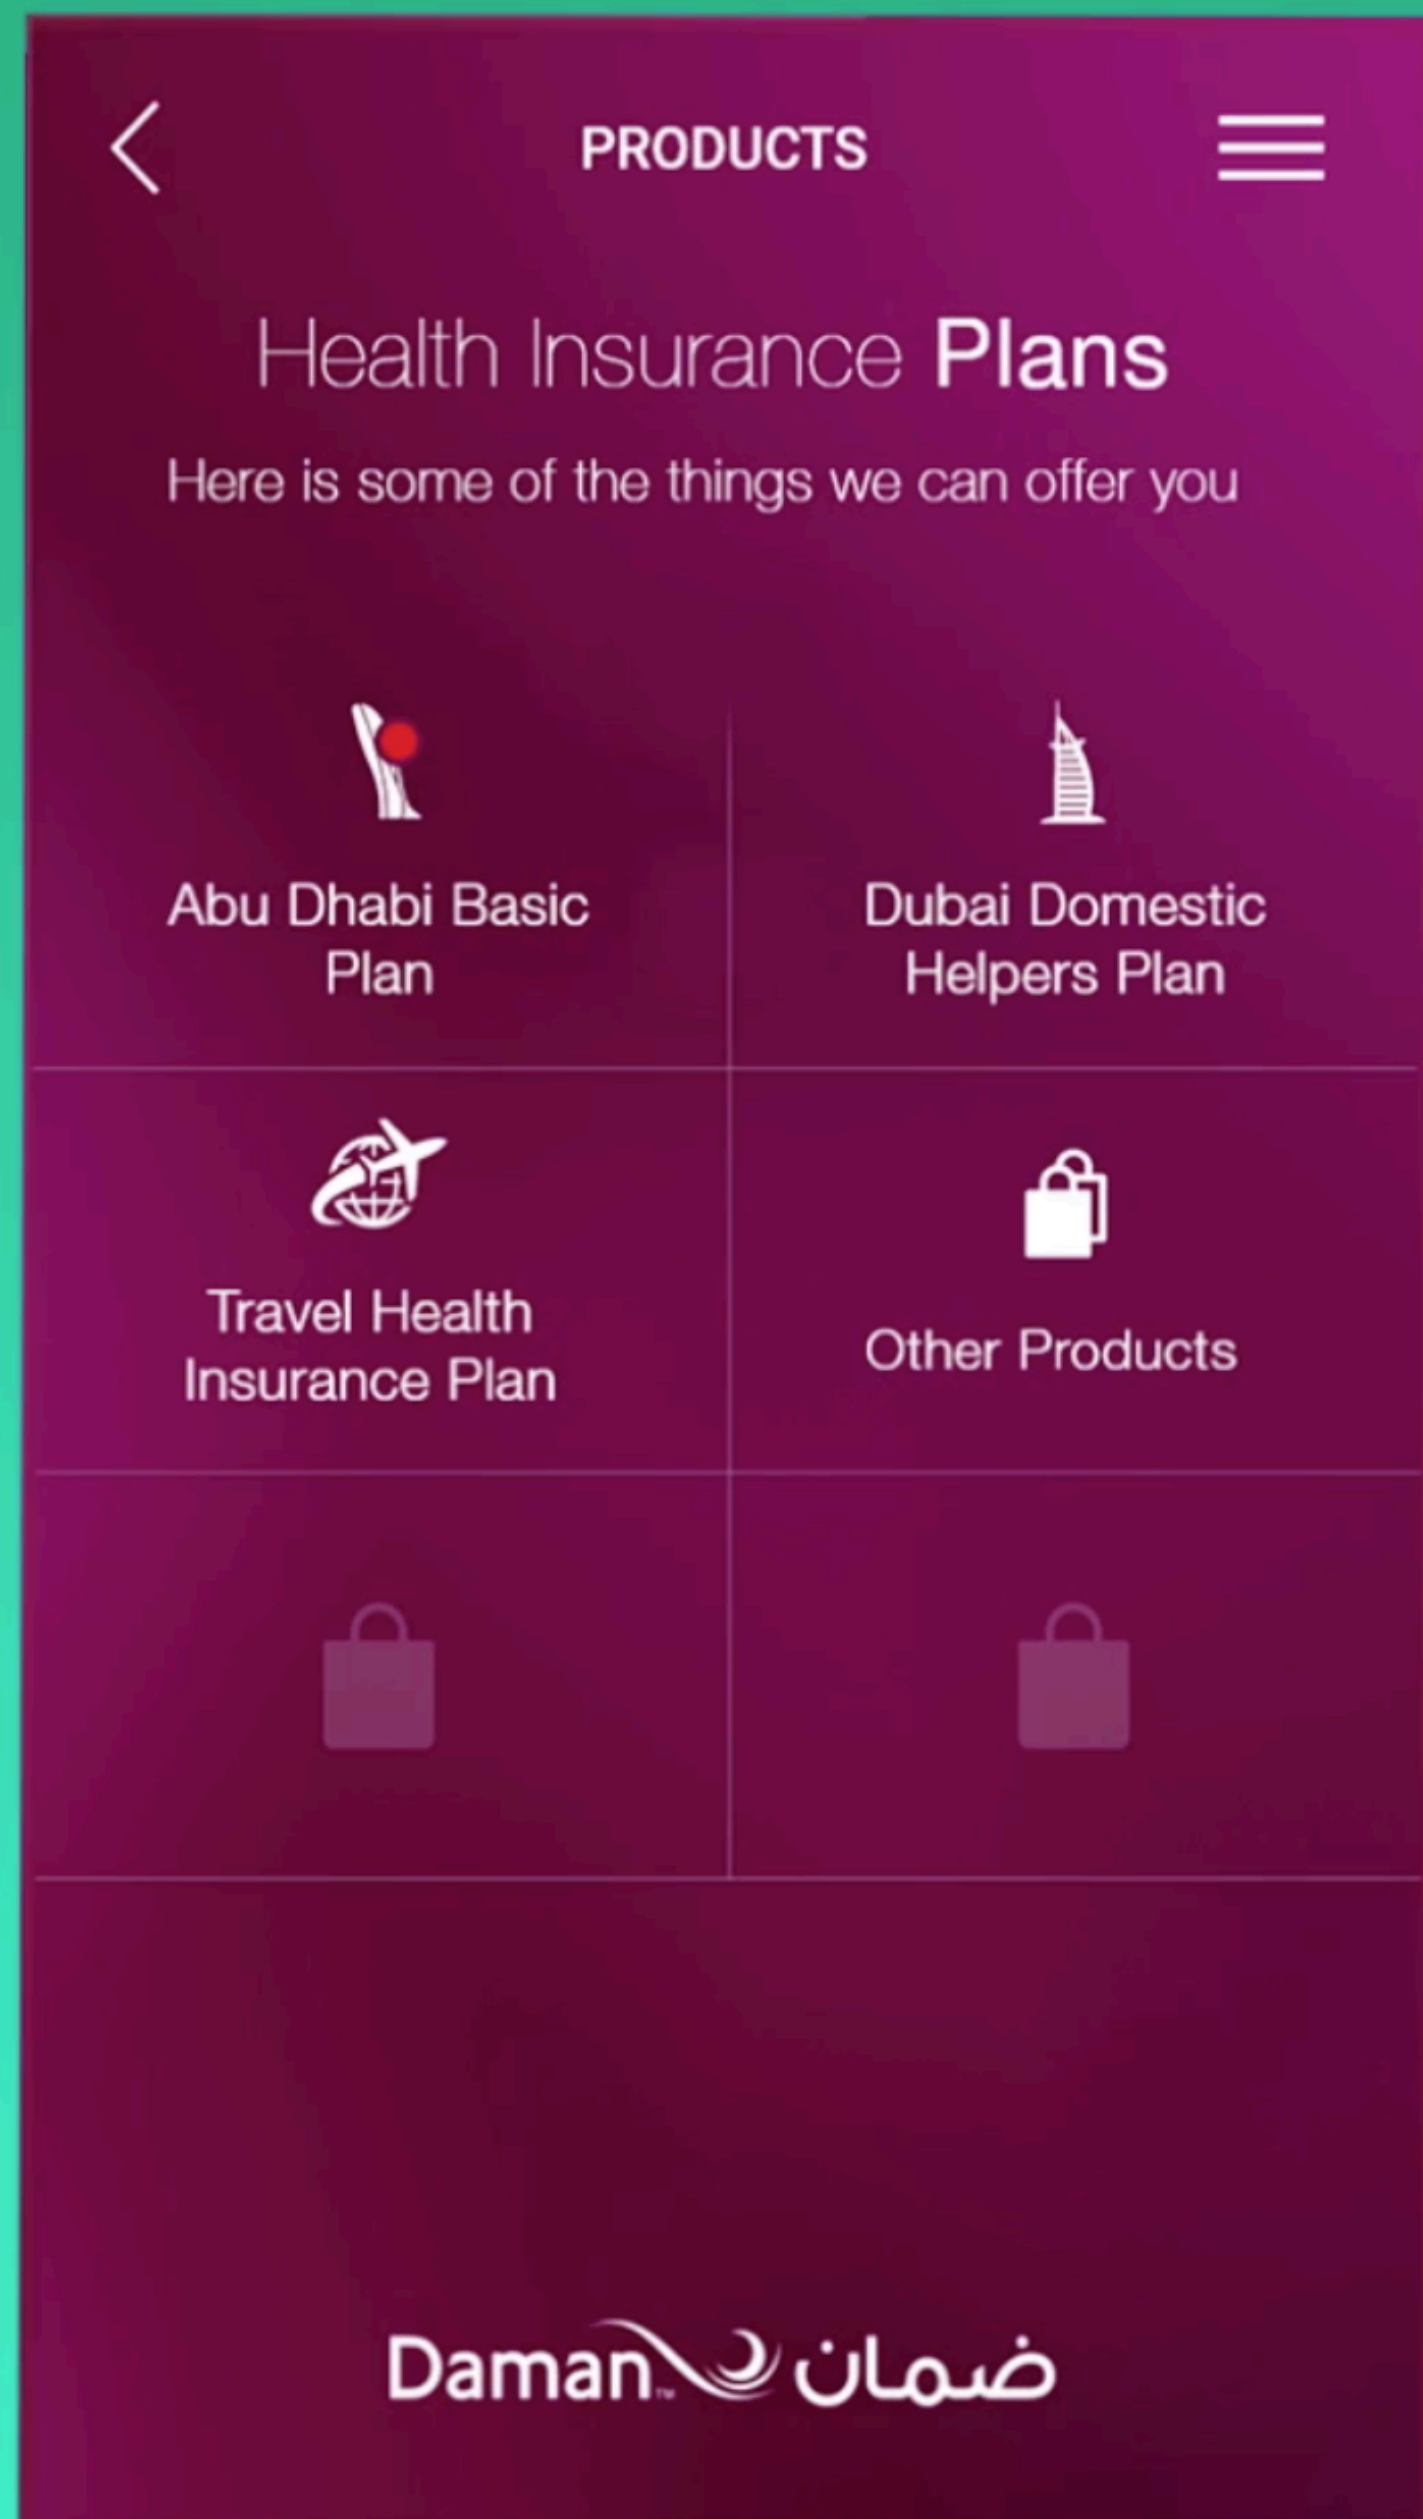 PRODUCTS
Health Insurance Plans
Here is some of the things we can offer you
Abu Dhabi Basic
Plan
Dubai Domestic
Helpers Plan
Travel Health
Insurance Plan
Other Products
Daman™ ضمان